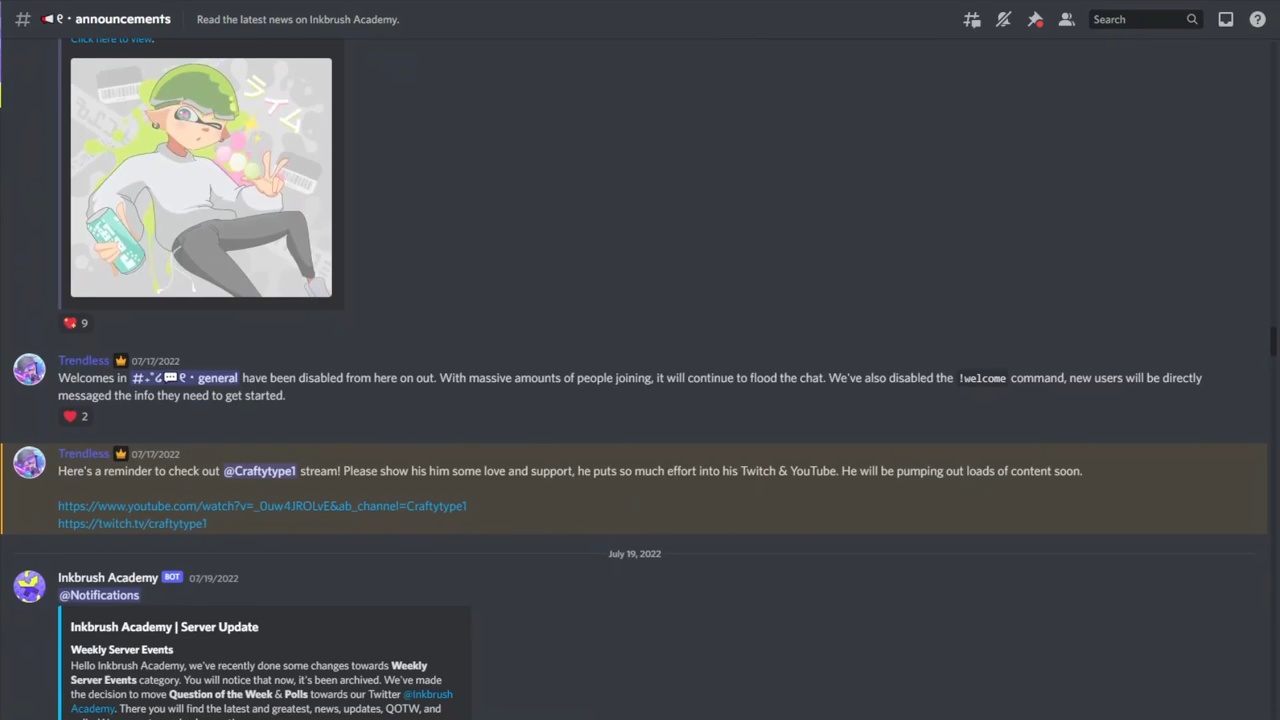 announcements
Read the latest news on Inkbrush Academy.
Search
Click here to view.
ライム
9
Trendless 07/17/2022
Welcomes in # general have been disabled from here on out. With massive amounts of people joining, it will continue to flood the chat. We've also disabled the !welcome command, new users will be directly
messaged the info they need to get started.
2
Trendless 07/17/2022
Here's a reminder to check out @Craftytype1 stream! Please show his him some love and support, he puts so much effort into his Twitch & YouTube. He will be pumping out loads of content soon.
https://www.youtube.com/watch?v=_0uw4JROLvE&ab_channel=Craftytype1
https://twitch.tv/craftytype1
July 19, 2022
Inkbrush Academy BOT 07/19/2022
@Notifications
Inkbrush Academy | Server Update
Weekly Server Events
Hello Inkbrush Academy, we've recently done some changes towards Weekly
Server Events category. You will notice that now, it's been archived. We've made
the decision to move Question of the Week & Polls towards our Twitter @Inkbrush
Academy. There you will find the latest and greatest, news, updates, QOTW, and